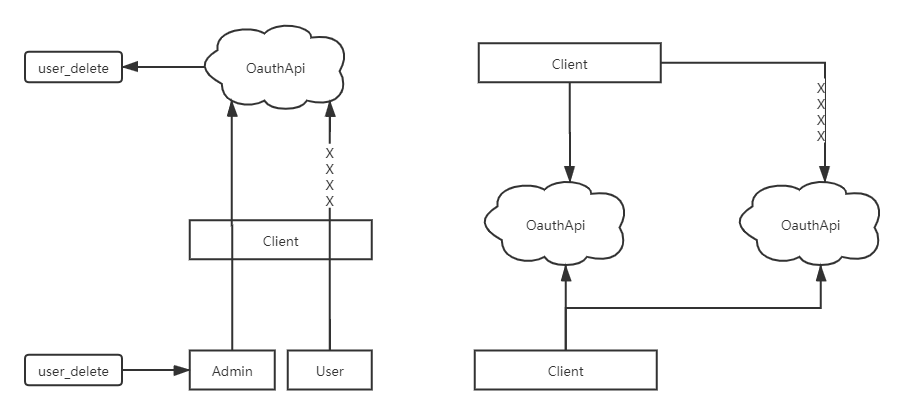 user_delete
OauthApi
X
X
X
X
Client
user_delete
Admin
User
Client
X
X
X
X
OauthApi
OauthApi
Client